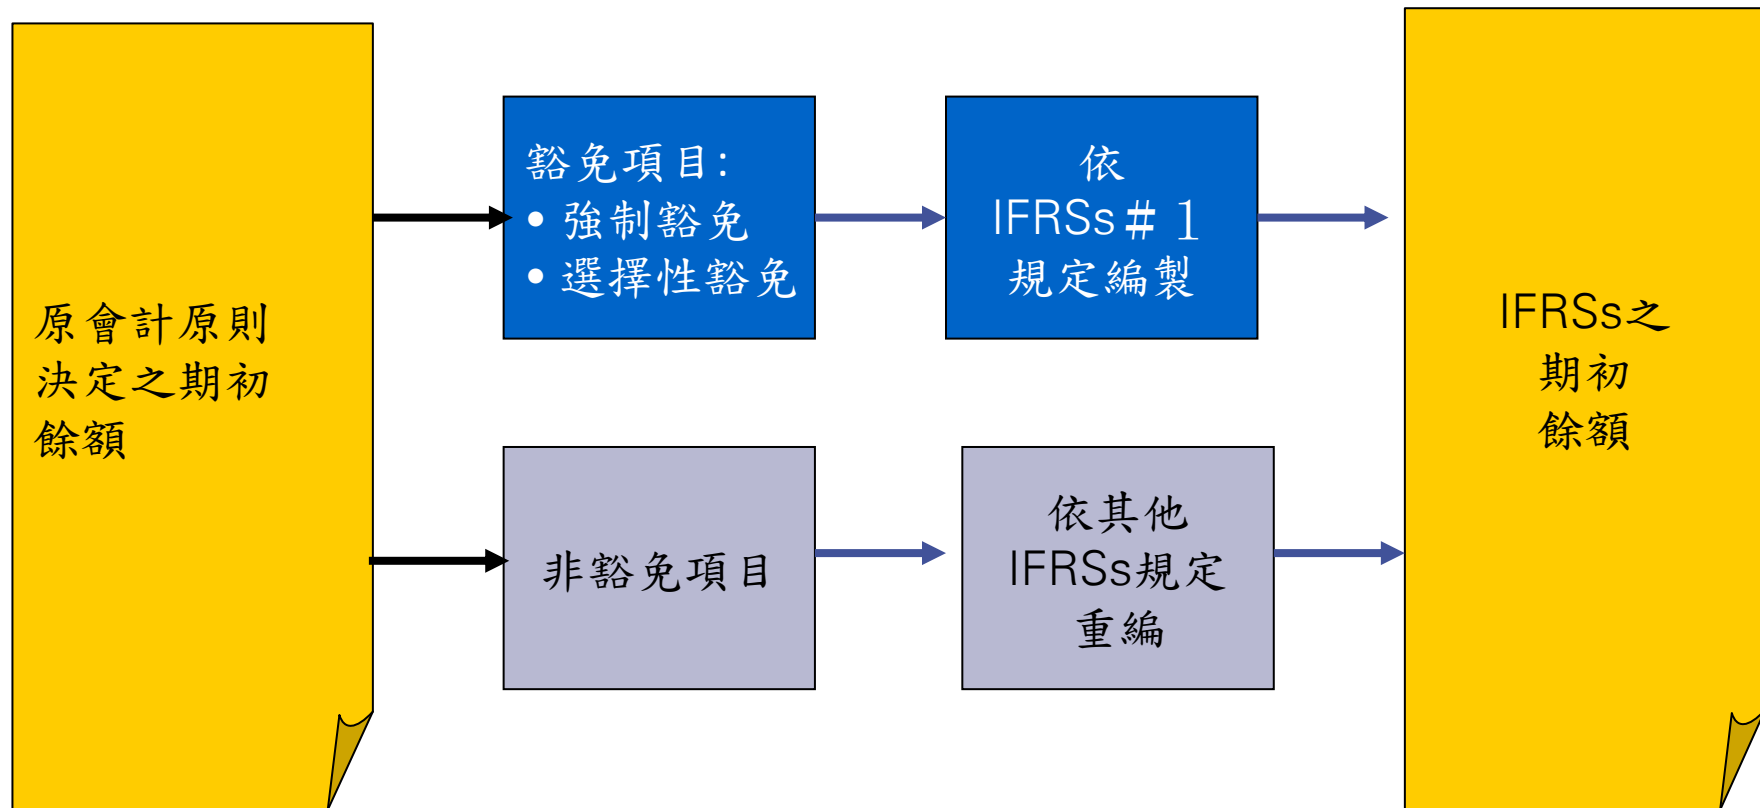 原會計原則
決定之期初
餘額
豁免項目:
• 強制豁免
• 選擇性豁免
依
IFRSs＃１
規定編製
非豁免項目
依其他
IFRSs規定
重編
IFRSs之
期初
餘額